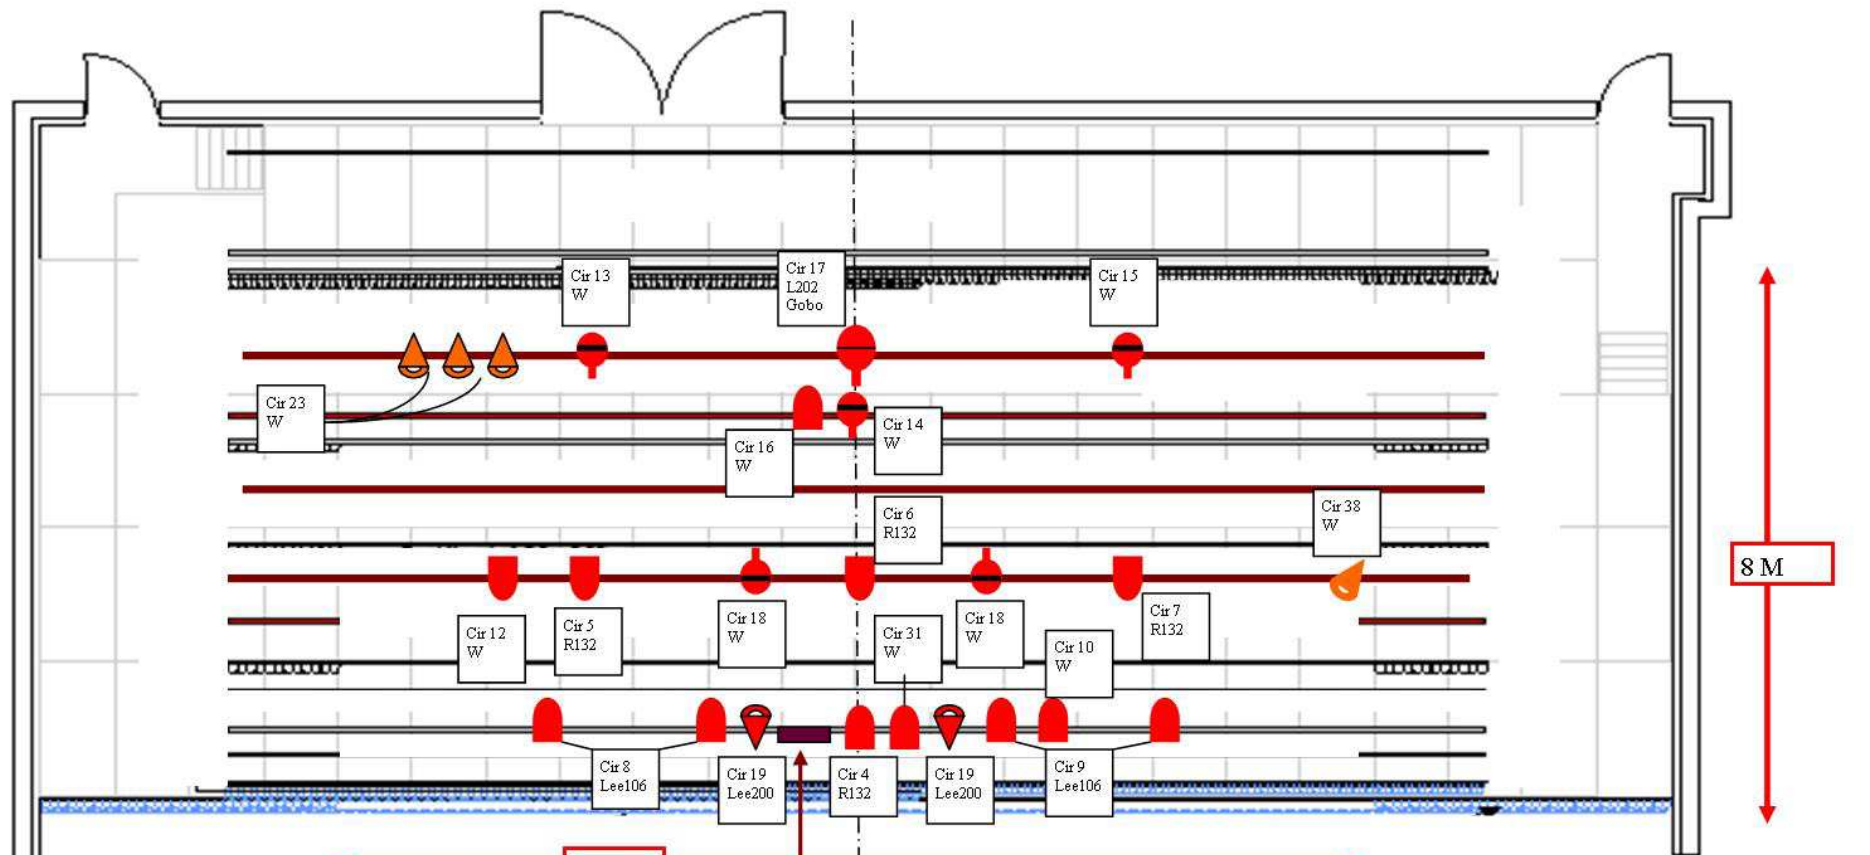 Cir 13
W
Cir 17
L202
Gobo
Cir 15
W
Cir 23
W
Cir 14
W
Cir 16
W
Cir 38
W
Cir 6
R132
8 M
Cir 12
W
Cir 5
R132
Cir 18
W
Cir 31
W
Cir 18
W
Cir 10
W
Cir 7
R132
Cir 8
Lee106
Cir 19
Lee200
Cir 4
R132
Cir 19
Lee200
Cir 9
Lee106